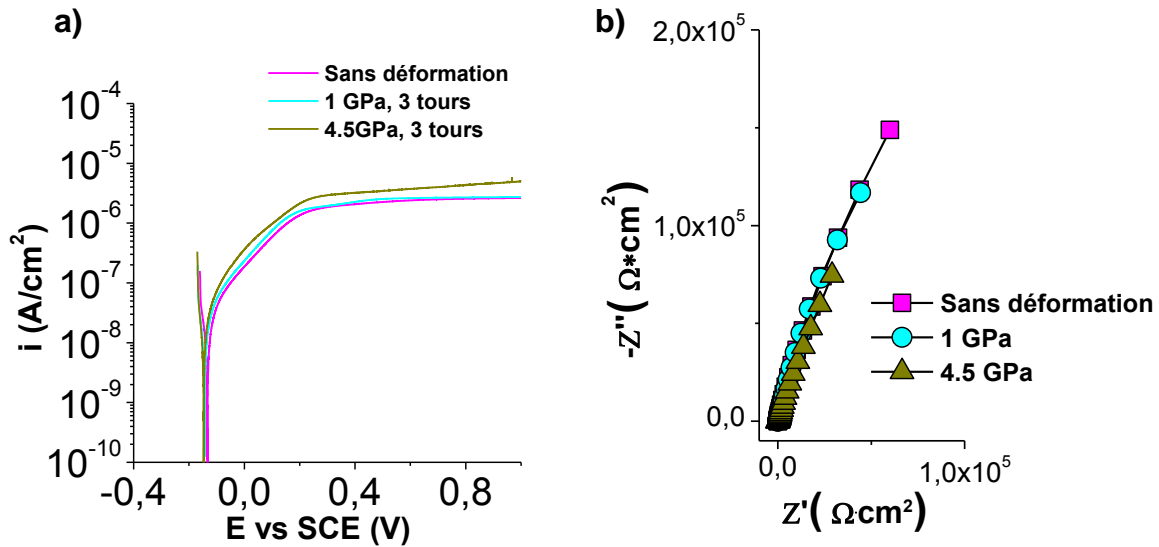 a)
Sans déformation
1 GPa, 3 tours
4.5GPa, 3 tours
10⁻⁴
10⁻⁵
10⁻⁶
10⁻⁷
10⁻⁸
10⁻⁹
10⁻¹⁰
i (A/cm²)
-0,4 0,0 0,4 0,8
E vs SCE (V)
b)
2,0x10⁵
1,0x10⁵
0,0
-Z''( Ω*cm²)
Sans déformation
1 GPa
4.5 GPa
0,0 1,0x10⁵
Z'( Ω·cm²)